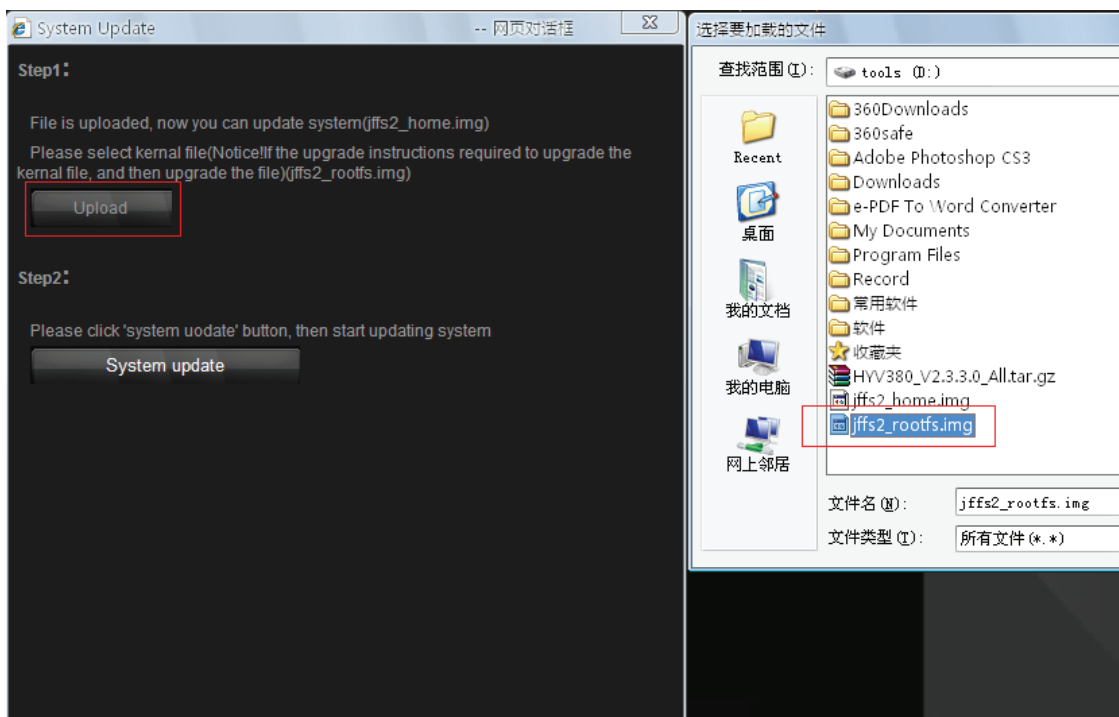 System Update -- 网页对话框
Step1:
File is uploaded, now you can update system(jffs2_home.img)
Please select kernal file(Notice!If the upgrade instructions required to upgrade the
kernal file, and then upgrade the file)(jffs2_rootfs.img)
Upload
Step2:
Please click 'system uodate' button, then start updating system
System update
选择要加载的文件
查找范围(I): tools (D:)
Recent
桌面
我的文档
我的电脑
网上邻居
360Downloads
360safe
Adobe Photoshop CS3
Downloads
e-PDF To Word Converter
My Documents
Program Files
Record
常用软件
软件
收藏夹
HYV380_V2.3.3.0_All.tar.gz
jffs2_home.img
jffs2_rootfs.img
文件名(N): jffs2_rootfs.img
文件类型(T): 所有文件(*.*)